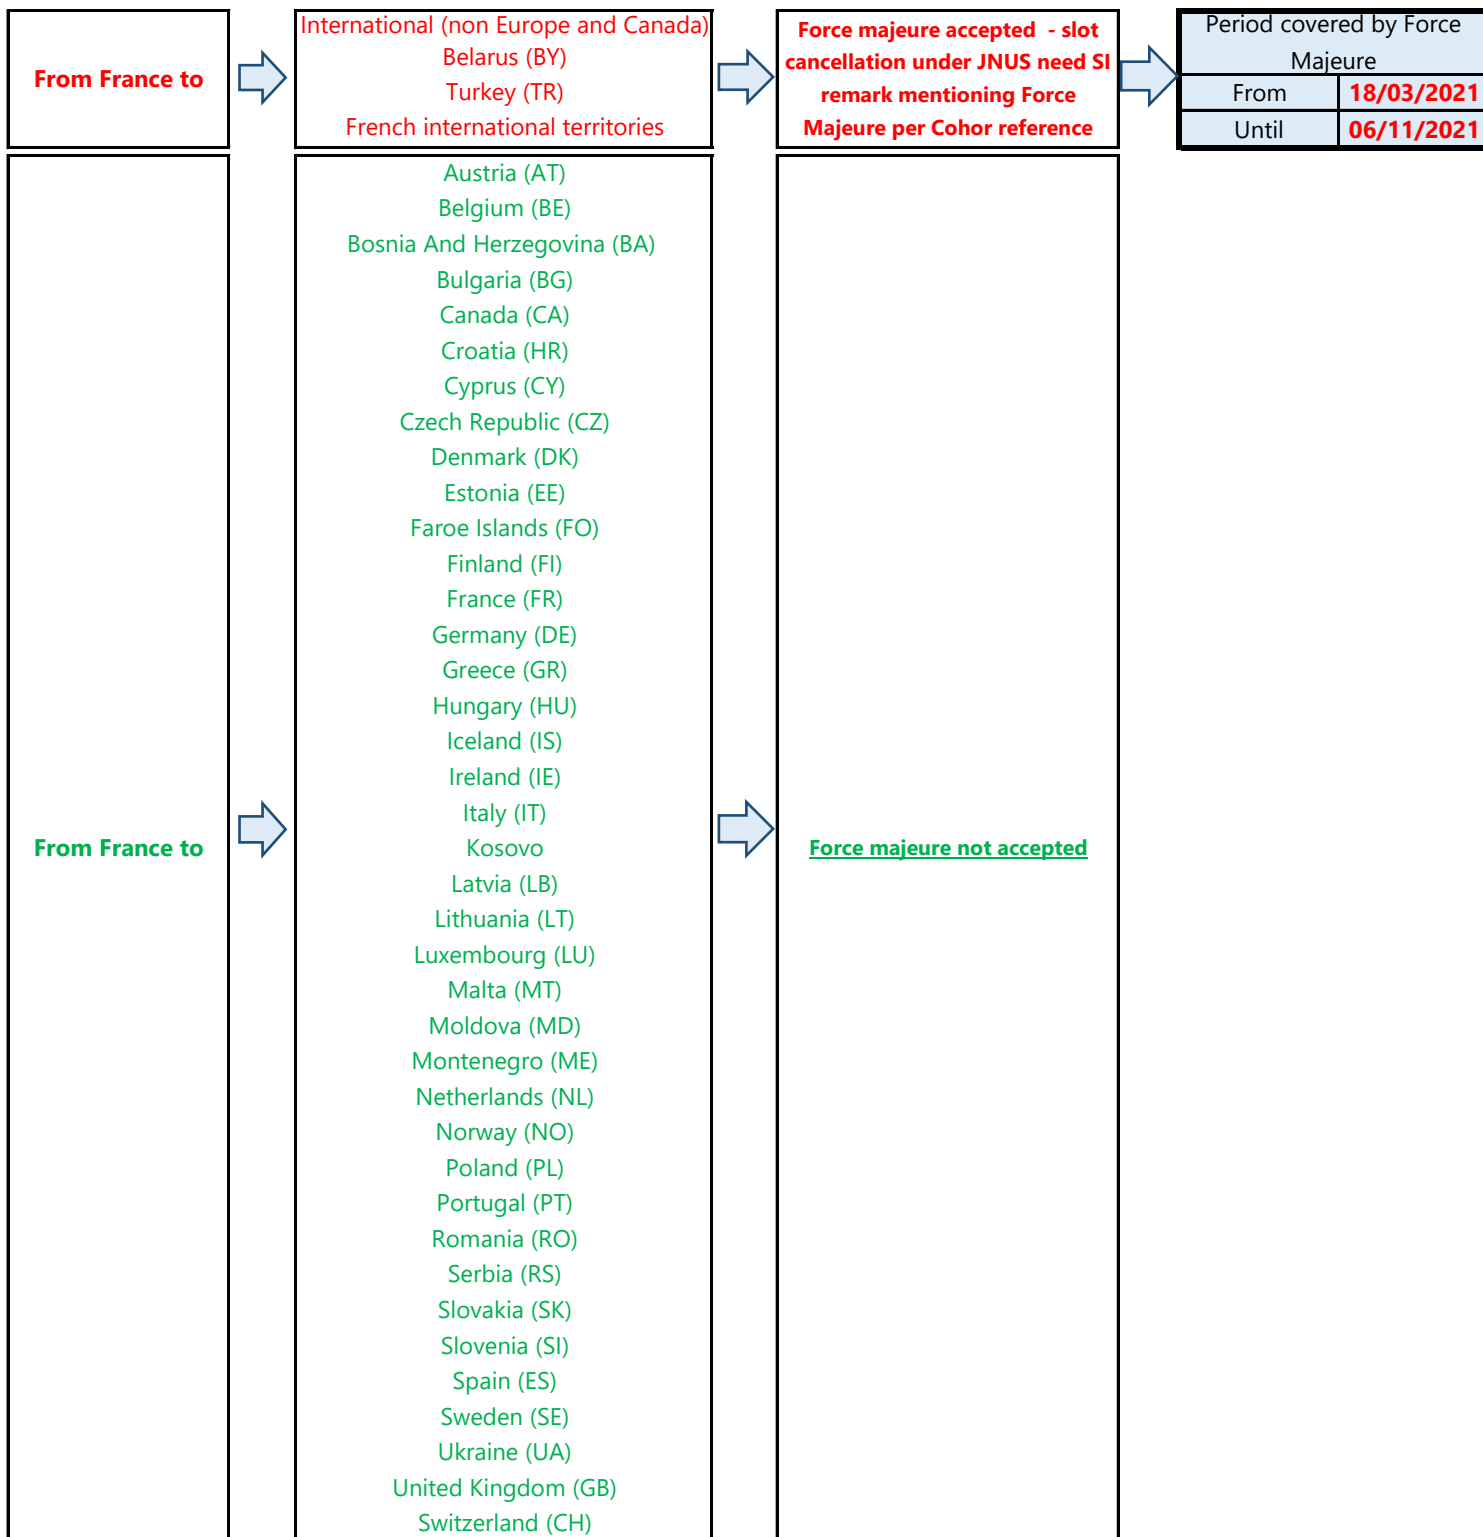 From France to
International (non Europe and Canada)
Belarus (BY)
Turkey (TR)
French international territories
Force majeure accepted - slot
cancellation under JNUS need SI
remark mentioning Force
Majeure per Cohor reference
Period covered by Force
Majeure
From 18/03/2021
Until 06/11/2021
From France to
Austria (AT)
Belgium (BE)
Bosnia And Herzegovina (BA)
Bulgaria (BG)
Canada (CA)
Croatia (HR)
Cyprus (CY)
Czech Republic (CZ)
Denmark (DK)
Estonia (EE)
Faroe Islands (FO)
Finland (FI)
France (FR)
Germany (DE)
Greece (GR)
Hungary (HU)
Iceland (IS)
Ireland (IE)
Italy (IT)
Kosovo
Latvia (LB)
Lithuania (LT)
Luxembourg (LU)
Malta (MT)
Moldova (MD)
Montenegro (ME)
Netherlands (NL)
Norway (NO)
Poland (PL)
Portugal (PT)
Romania (RO)
Serbia (RS)
Slovakia (SK)
Slovenia (SI)
Spain (ES)
Sweden (SE)
Ukraine (UA)
United Kingdom (GB)
Switzerland (CH)
Force majeure not accepted